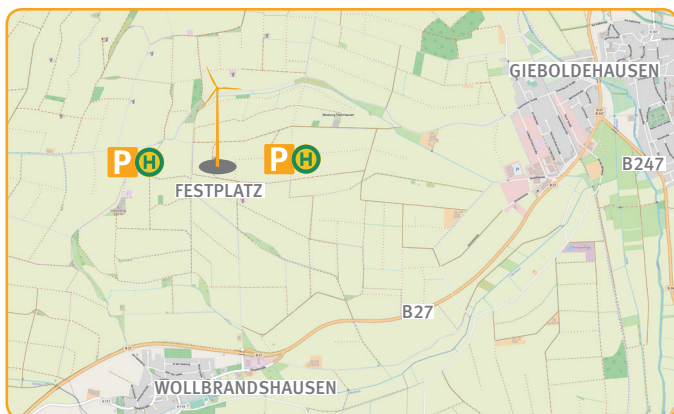 GIEBOLDEHAUSEN
P H
P H
B247
FESTPLATZ
B27
WOLLBRANDSHAUSEN